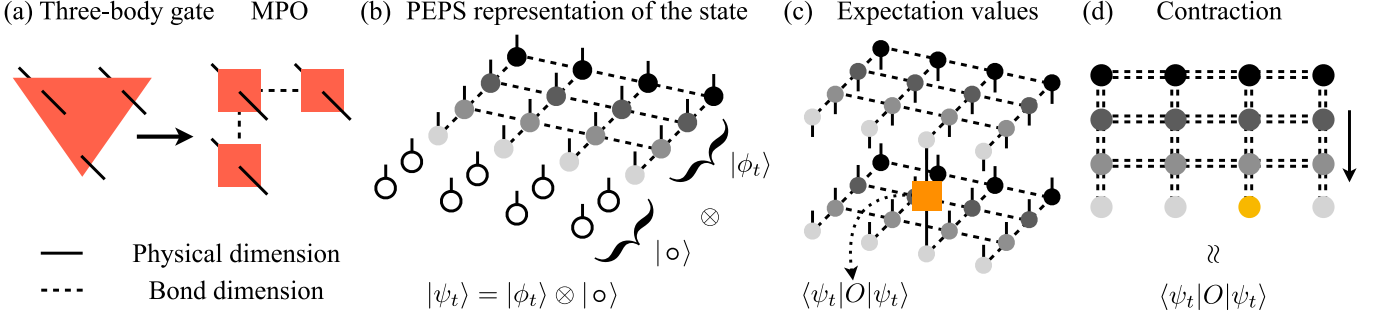 (a) Three-body gate MPO
Physical dimension
Bond dimension
(b) PEPS representation of the state
|ϕ_t⟩
⊗
|∘⟩
|ψ_t⟩ = |ϕ_t⟩ ⊗ |∘⟩
(c) Expectation values
⟨ψ_t|O|ψ_t⟩
(d) Contraction
≈
⟨ψ_t|O|ψ_t⟩